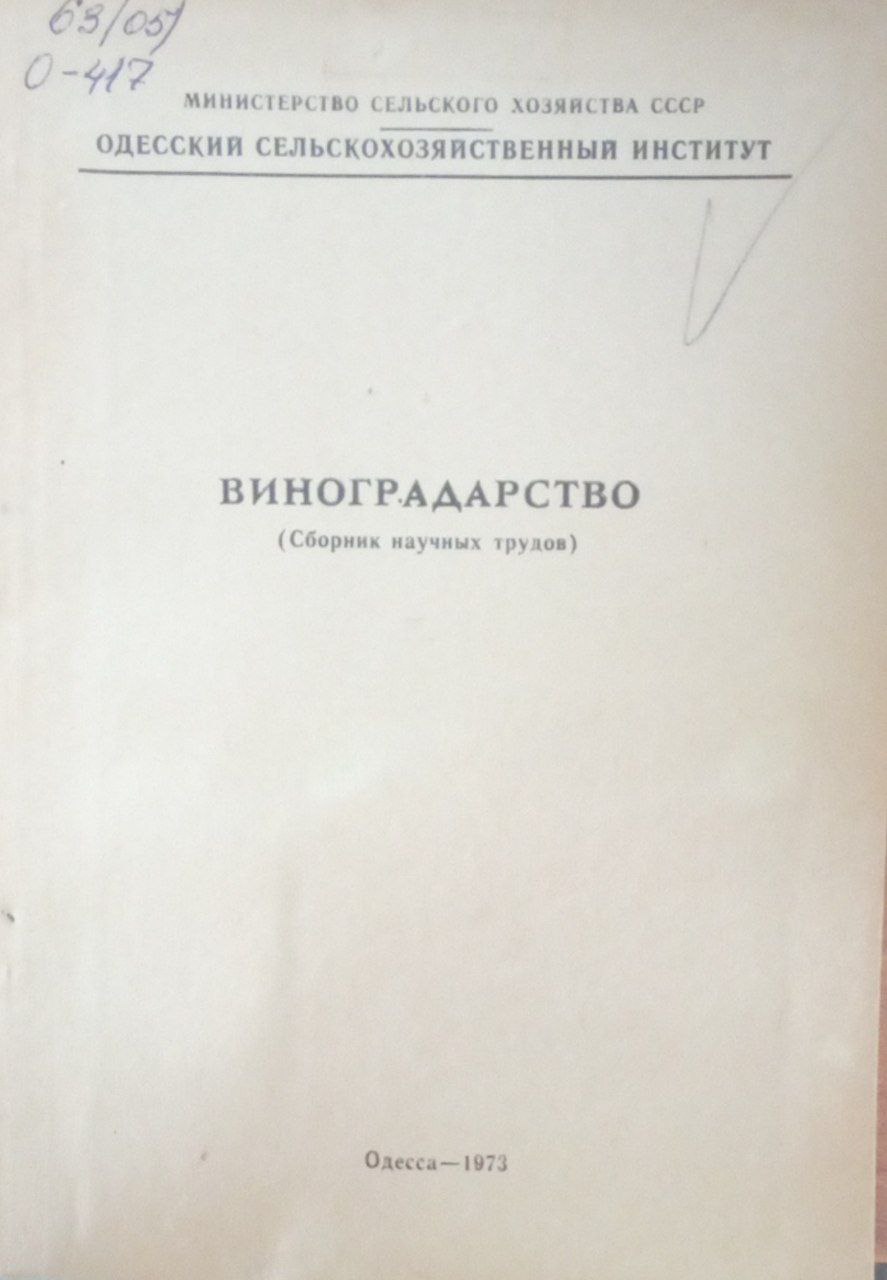 63/05)
О-417
МИНИСТЕРСТВО СЕЛЬСКОГО ХОЗЯЙСТВА СССР
ОДЕССКИЙ СЕЛЬСКОХОЗЯЙСТВЕННЫЙ ИНСТИТУТ
ВИНОГРАДАРСТВО
(Сборник научных трудов)
Одесса—1973